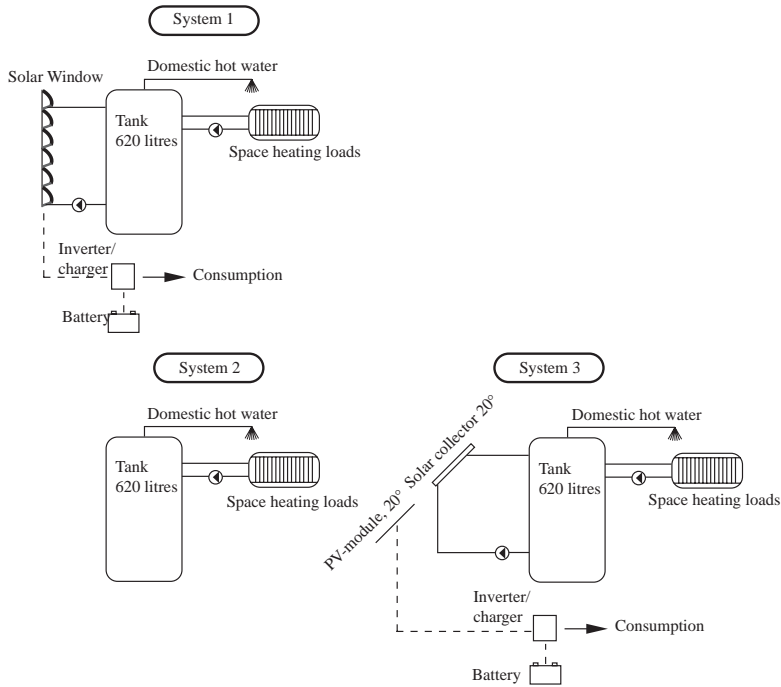 System 1
Domestic hot water
Solar Window
Tank
620 litres
Space heating loads
Inverter/
charger
Consumption
Battery
System 2
Domestic hot water
Tank
620 litres
Space heating loads
System 3
Domestic hot water
Solar collector 20°
PV-module, 20°
Tank
620 litres
Space heating loads
Inverter/
charger
Consumption
Battery